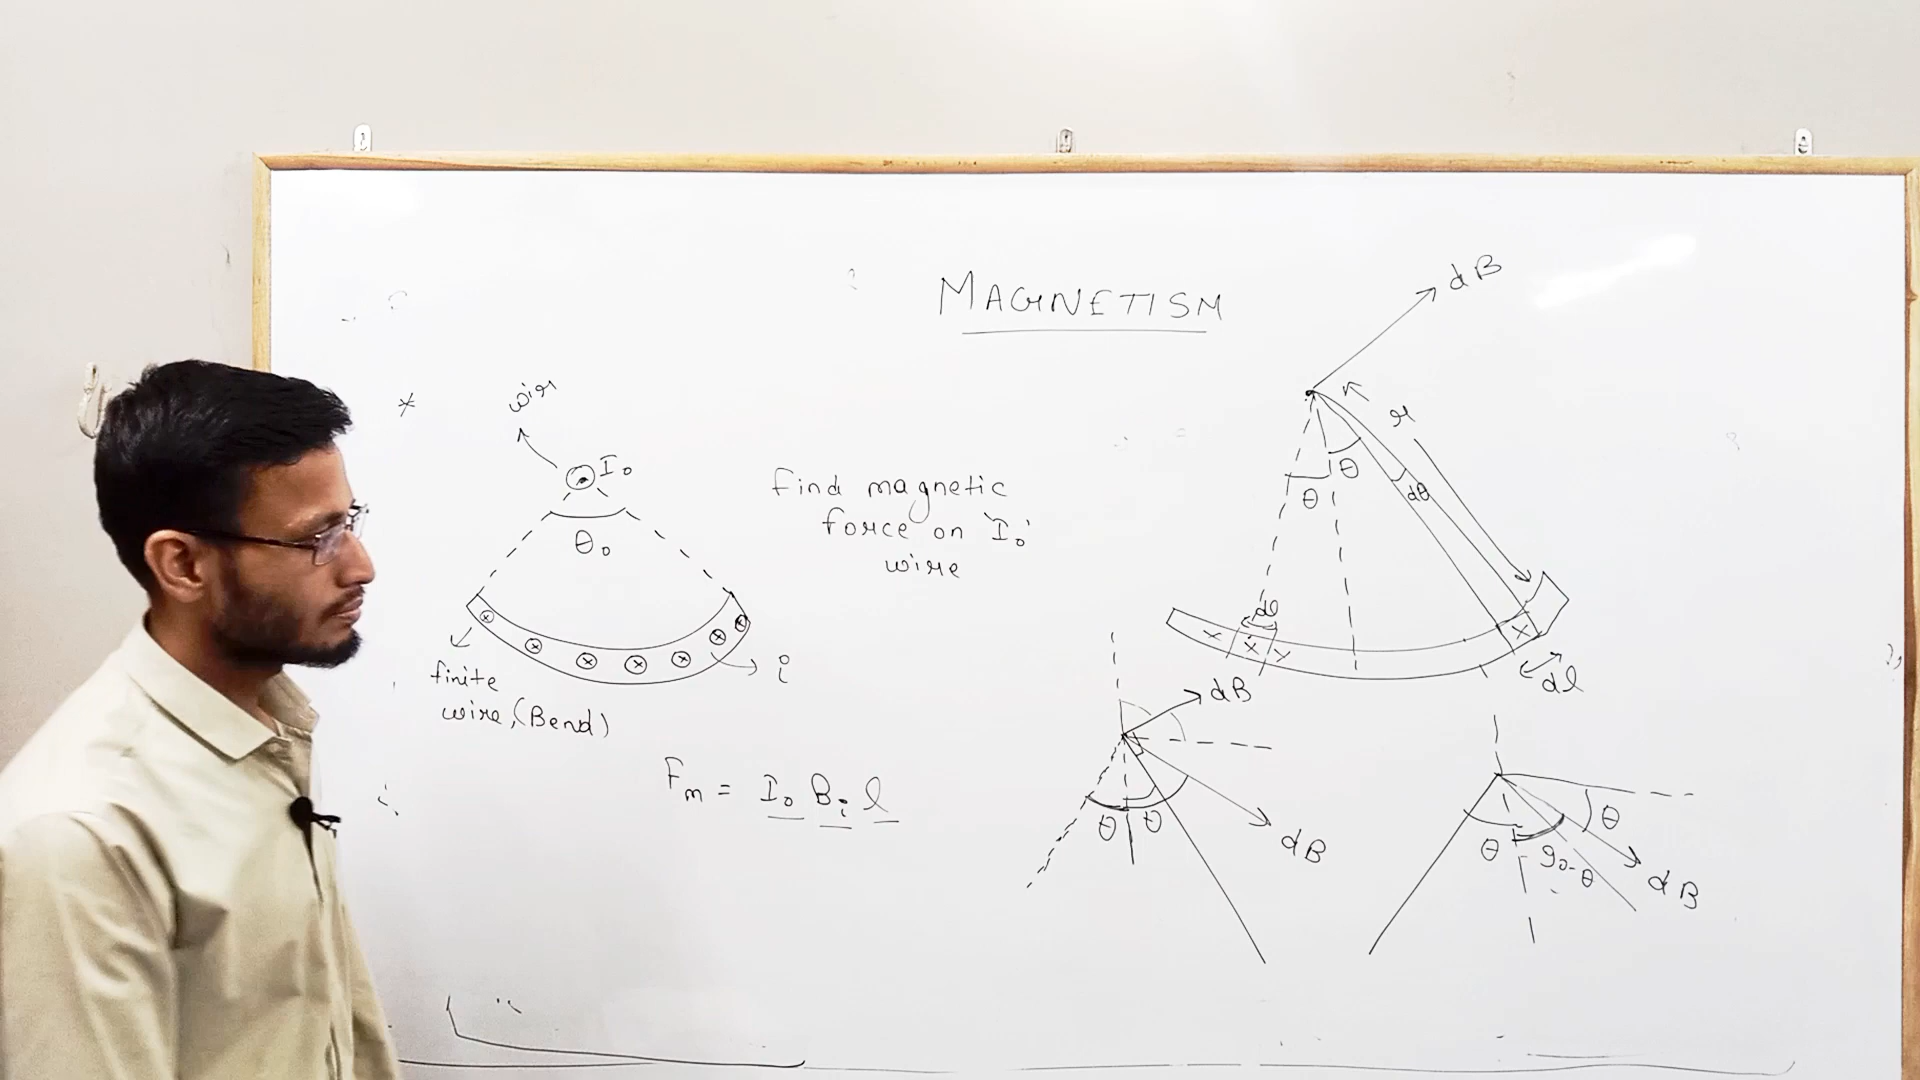 MAGNETISM
*
wire
I₀
θ₀
Find magnetic
force on 'I₀'
wire
i
finite
wire, (Bend)
Fm = I₀ Bi l
dB
r
θ
θ
dθ
dl
x
x
x
x
dl
dB
dB
θ
θ
θ
θ
90-θ
dB